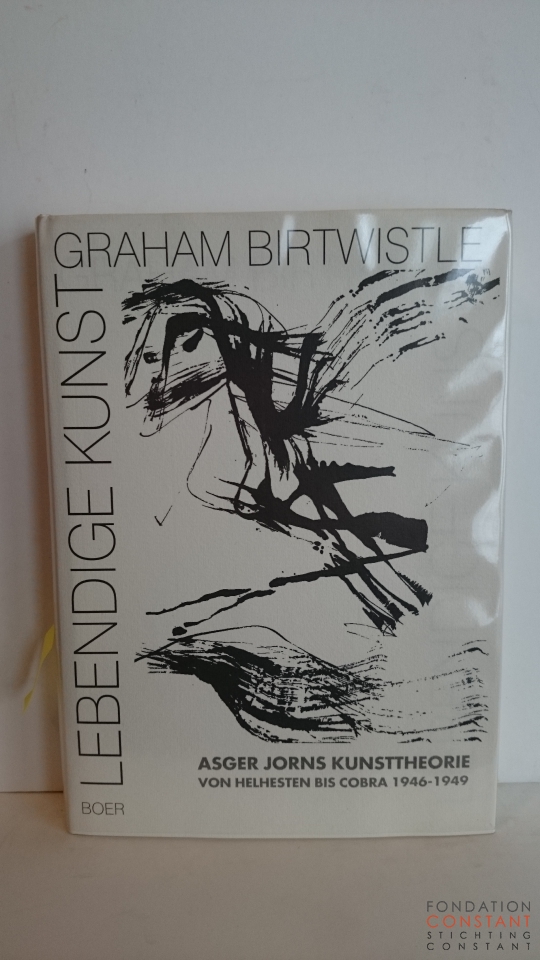 GRAHAM BIRTWISTLE
LEBENDIGE KUNST
ASGER JORNS KUNSTTHEORIE
VON HELHESTEN BIS COBRA 1946-1949
BOER
FONDATION
CONSTANT
STICHTING
CONSTANT